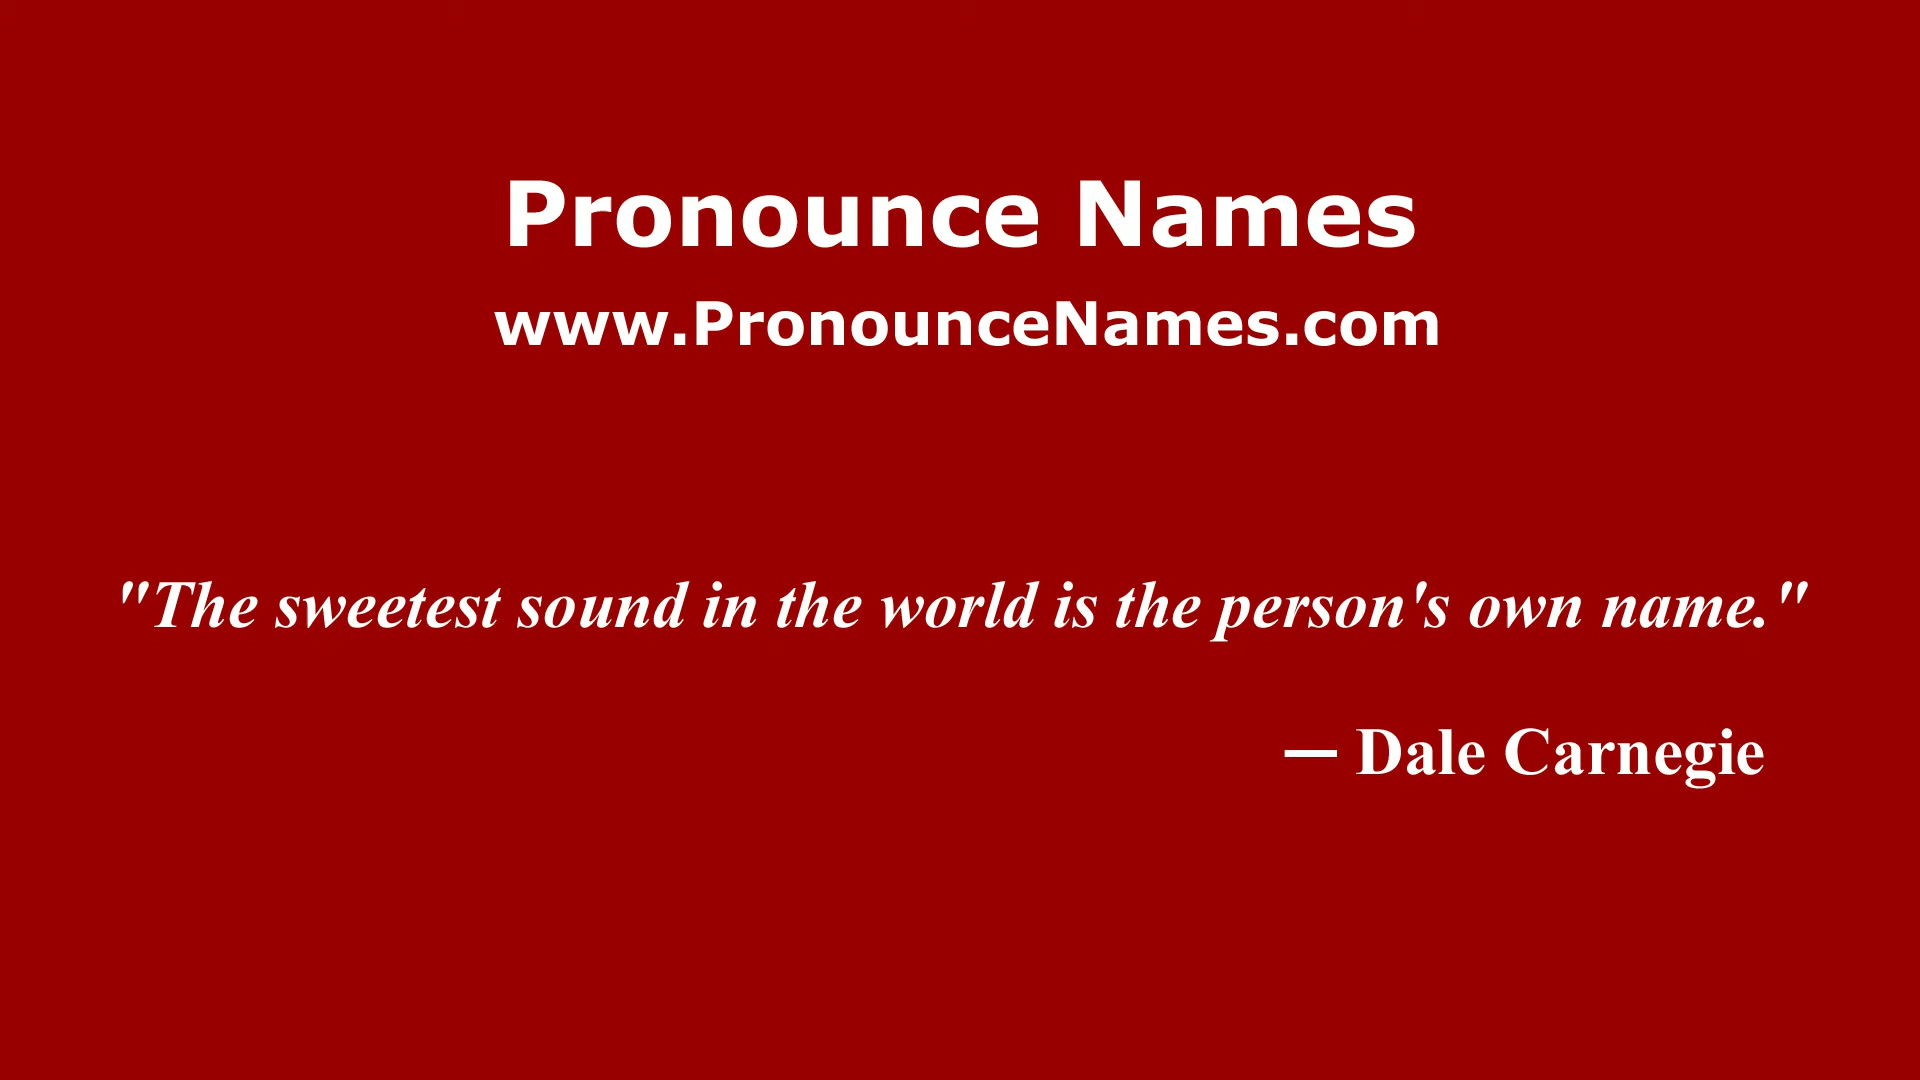 Pronounce Names
www.PronounceNames.com
"The sweetest sound in the world is the person's own name."
— Dale Carnegie